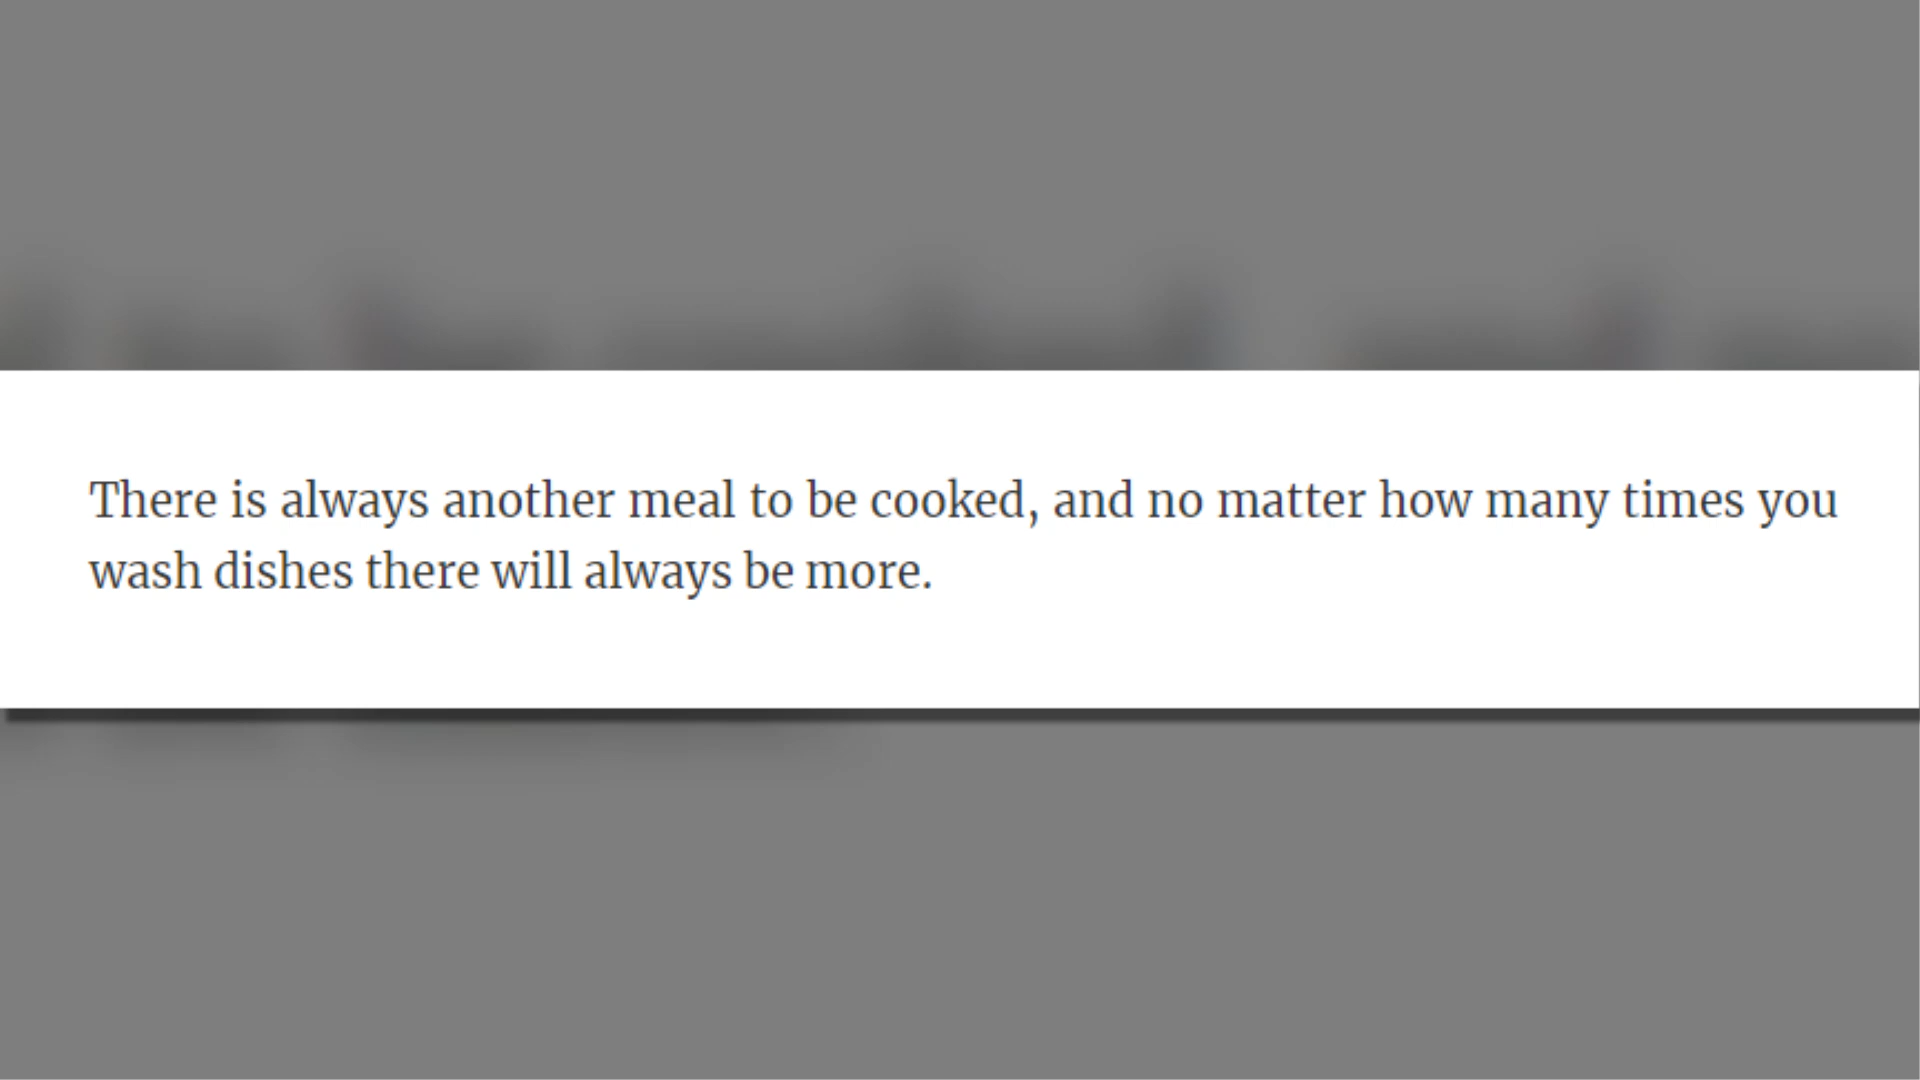 There is always another meal to be cooked, and no matter how many times you
wash dishes there will always be more.